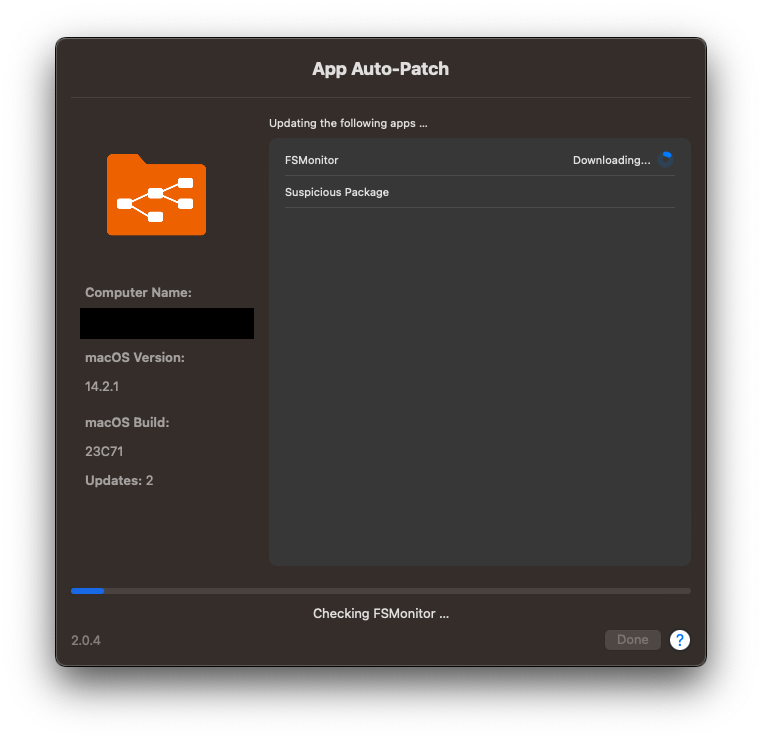 App Auto-Patch
Updating the following apps ...
FSMonitor Downloading...
Suspicious Package
Computer Name:
macOS Version:
14.2.1
macOS Build:
23C71
Updates: 2
Checking FSMonitor ...
2.0.4
Done ?